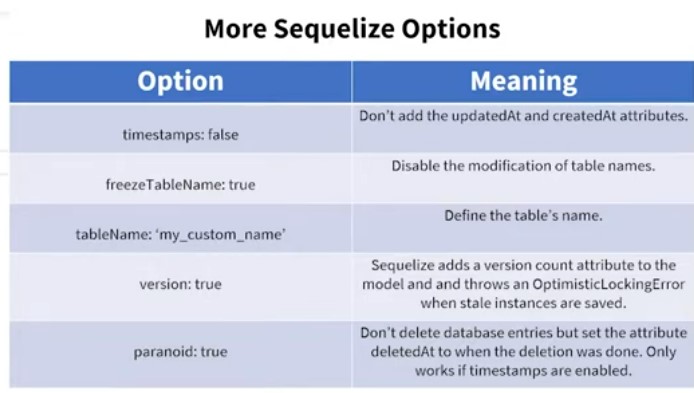 More Sequelize Options
Option
Meaning
timestamps: false
Don't add the updatedAt and createdAt attributes.
freezeTableName: true
Disable the modification of table names.
tableName: ‘my_custom_name’
Define the table's name.
version: true
Sequelize adds a version count attribute to the
model and and throws an OptimisticLockingError
when stale instances are saved.
paranoid: true
Don't delete database entries but set the attribute
deletedAt to when the deletion was done. Only
works if timestamps are enabled.